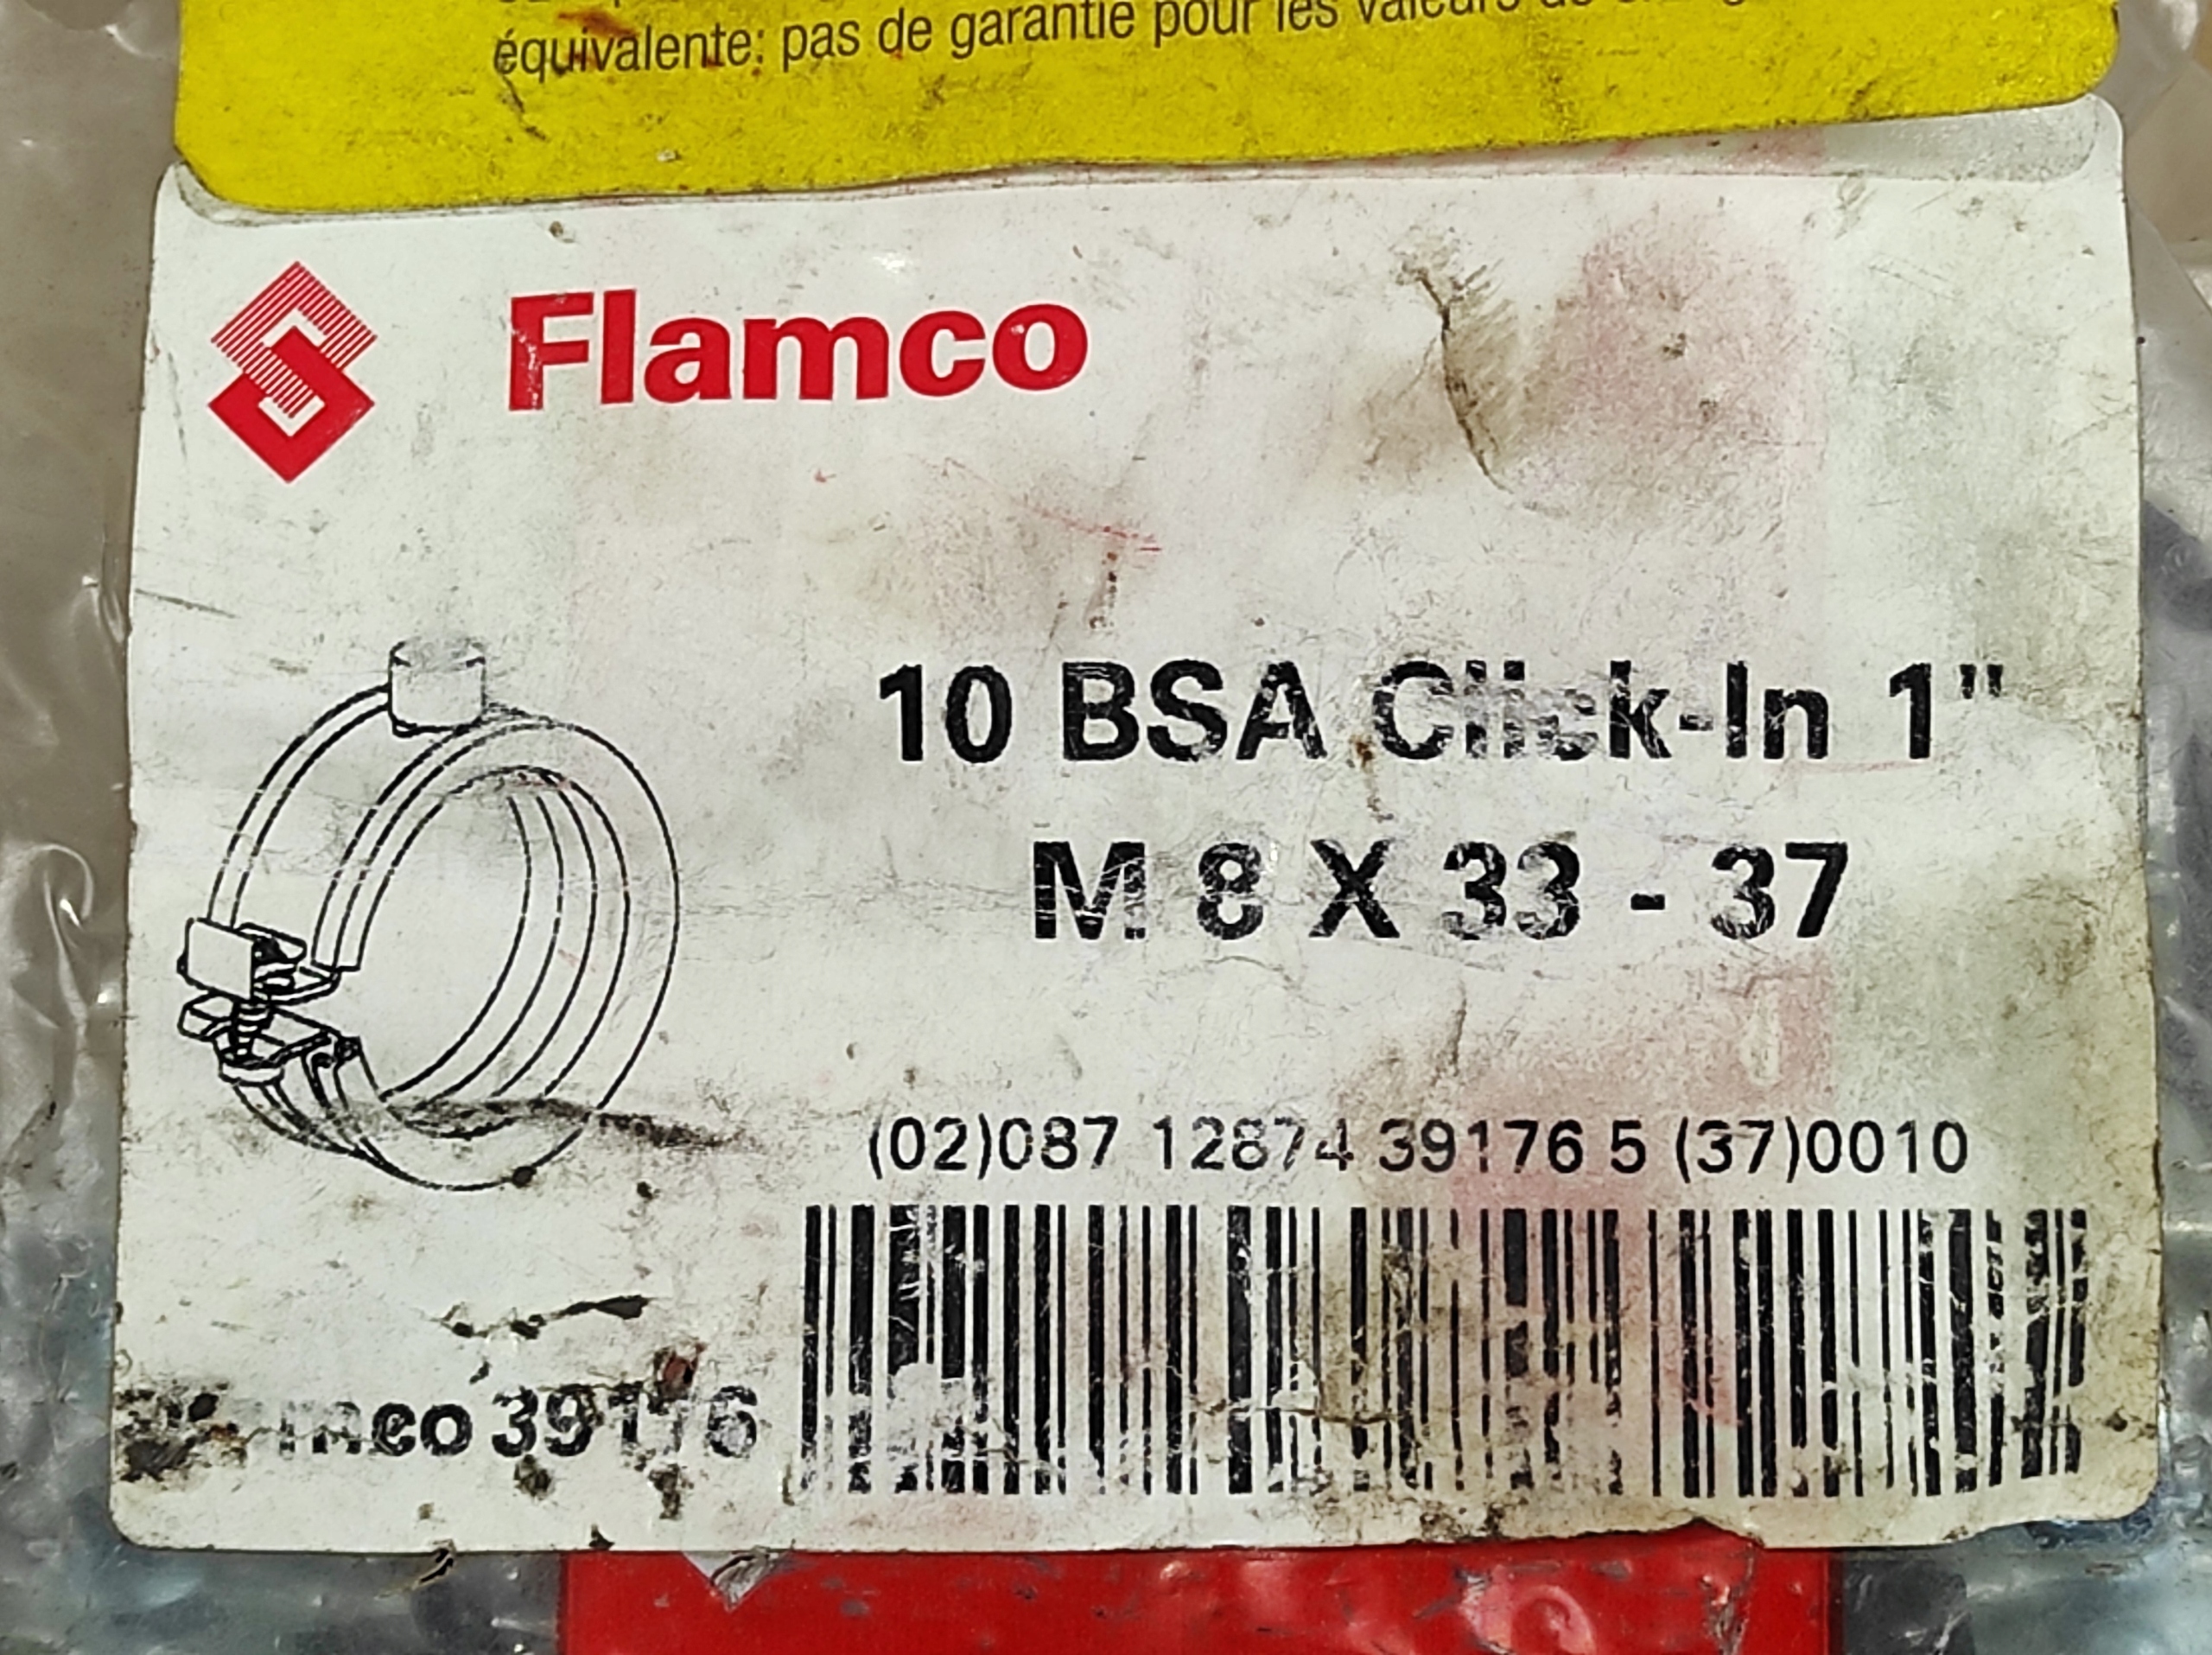 équivalente: pas de garantie pour les valeurs
Flamco
10 BSA Click-In 1"
M 8 X 33 - 37
(02)087 12874 39176 5 (37)0010
39176